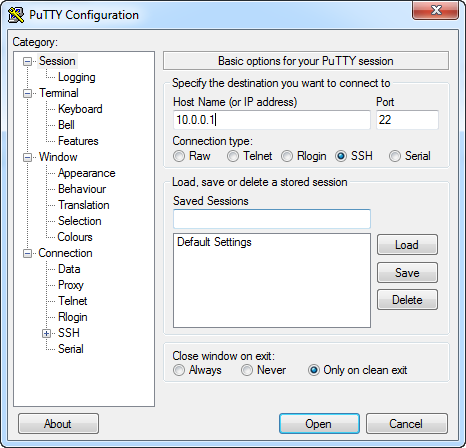 PuTTY Configuration
Category:
Session
Logging
Terminal
Keyboard
Bell
Features
Window
Appearance
Behaviour
Translation
Selection
Colours
Connection
Data
Proxy
Telnet
Rlogin
SSH
Serial
Basic options for your PuTTY session
Specify the destination you want to connect to
Host Name (or IP address) Port
10.0.0.1 22
Connection type:
Raw Telnet Rlogin SSH Serial
Load, save or delete a stored session
Saved Sessions
Default Settings
Load
Save
Delete
Close window on exit:
Always Never Only on clean exit
About Open Cancel